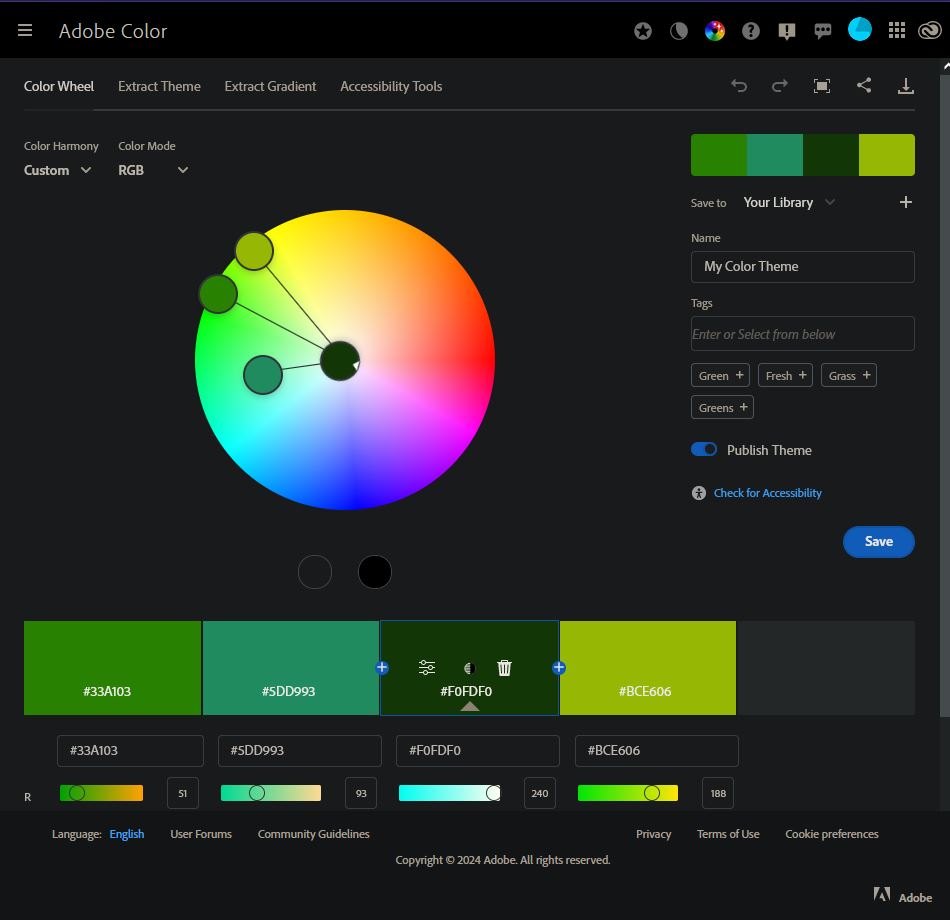 Adobe Color
Color Wheel Extract Theme Extract Gradient Accessibility Tools
Color Harmony Color Mode
Custom RGB
Save to Your Library
Name
My Color Theme
Tags
Enter or Select from below
Green + Fresh + Grass +
Greens +
Publish Theme
Check for Accessibility
Save
#33A103 #5DD993 #F0FDF0 #BCE606
#33A103 #5DD993 #F0FDF0 #BCE606
R 51 93 240 188
Language: English User Forums Community Guidelines Privacy Terms of Use Cookie preferences
Copyright © 2024 Adobe. All rights reserved.
Adobe